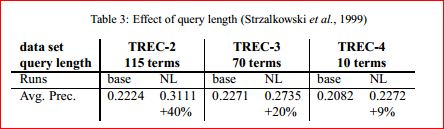 Table 3: Effect of query length (Strzalkowski et al., 1999)
data set TREC-2 TREC-3 TREC-4
query length 115 terms 70 terms 10 terms
Runs base NL base NL base NL
Avg. Prec. 0.2224 0.3111 0.2271 0.2735 0.2082 0.2272
+40% +20% +9%